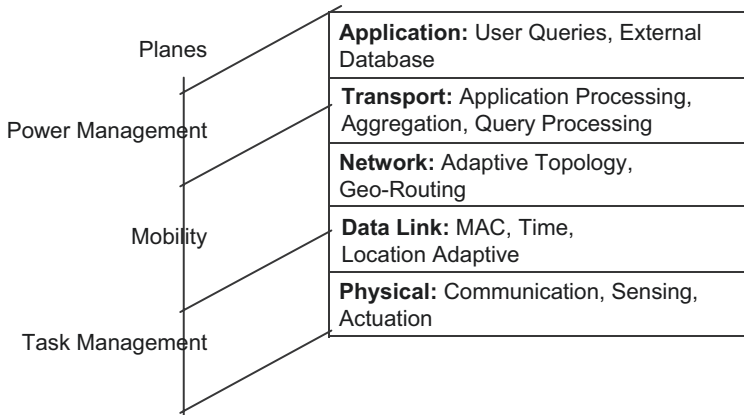 Planes
Power Management
Mobility
Task Management
Application: User Queries, External
Database
Transport: Application Processing,
Aggregation, Query Processing
Network: Adaptive Topology,
Geo-Routing
Data Link: MAC, Time,
Location Adaptive
Physical: Communication, Sensing,
Actuation